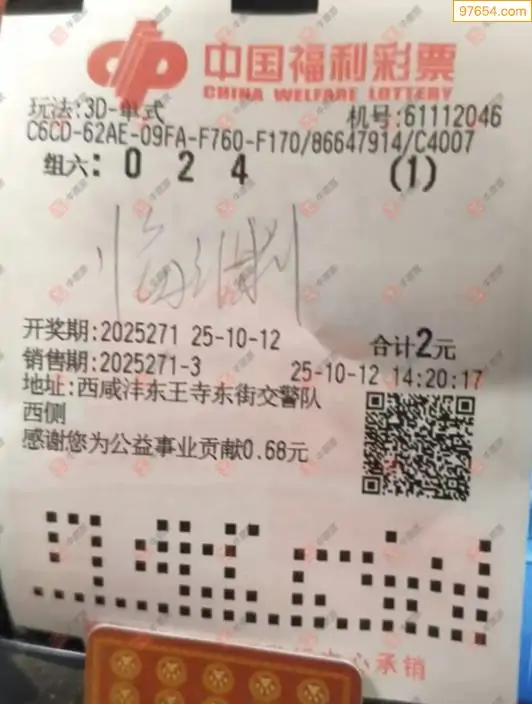 97654.com
中国福利彩票
CHINA WELFARE LOTTERY
玩法:3D-单式 机号:61112046
C6CD-62AE-09FA-F760-F170/86647914/C4007
组六: 0 2 4 (1)
开奖期:2025271 25-10-12 合计2元
销售期:2025271-3 25-10-12 14:20:17
地址:西咸沣东王寺东街交警队
西侧
感谢您为公益事业贡献0.68元
中心承销